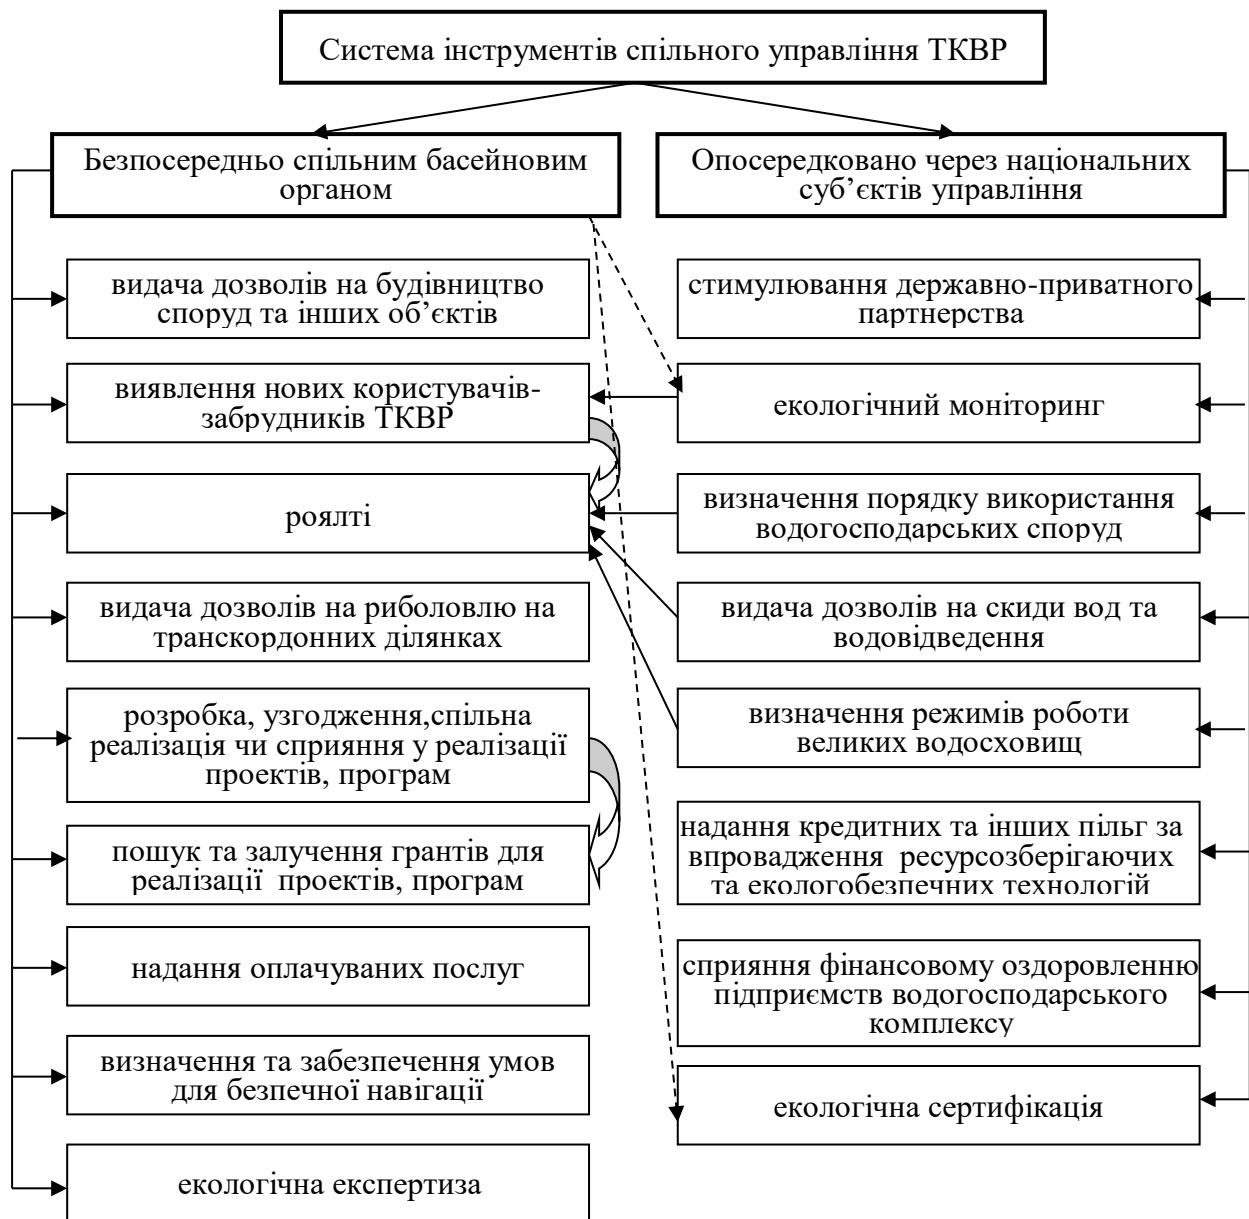 Система інструментів спільного управління ТКВР
Безпосередньо спільним басейновим
органом
Опосередковано через національних
суб’єктів управління
видача дозволів на будівництво
споруд та інших об’єктів
виявлення нових користувачів-
забрудників ТКВР
роялті
видача дозволів на риболовлю на
транскордонних ділянках
розробка, узгодження,спільна
реалізація чи сприяння у реалізації
проектів, програм
пошук та залучення грантів для
реалізації проектів, програм
надання оплачуваних послуг
визначення та забезпечення умов
для безпечної навігації
екологічна експертиза
стимулювання державно-приватного
партнерства
екологічний моніторинг
визначення порядку використання
водогосподарських споруд
видача дозволів на скиди вод та
водовідведення
визначення режимів роботи
великих водосховищ
надання кредитних та інших пільг за
впровадження ресурсозберігаючих
та екологобезпечних технологій
сприяння фінансовому оздоровленню
підприємств водогосподарського
комплексу
екологічна сертифікація